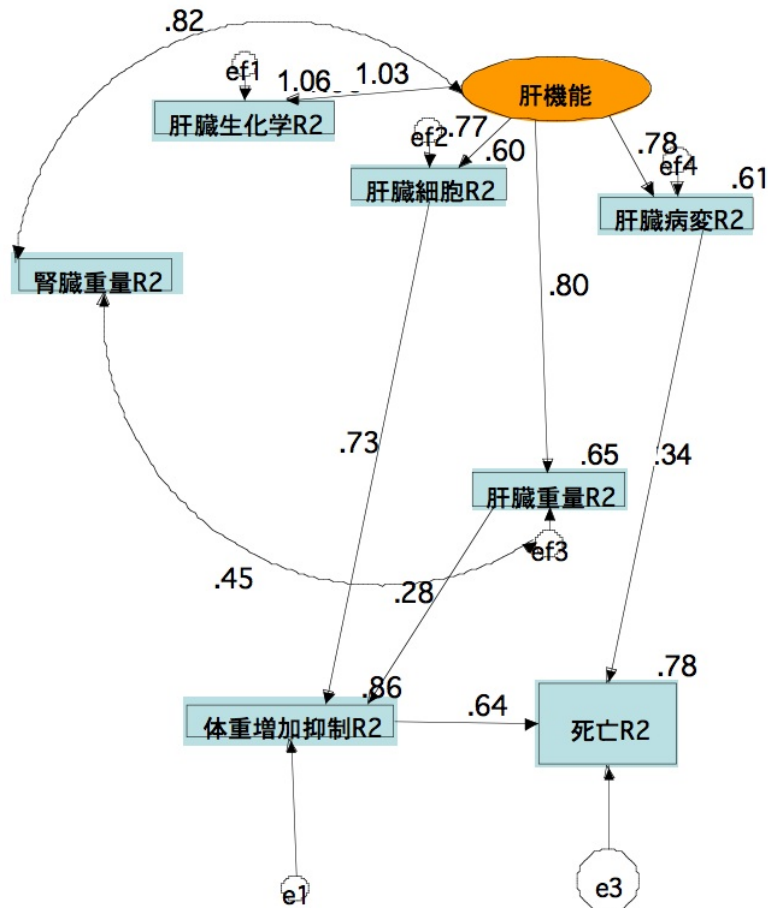 .82
ef1
1.06
1.03
肝機能
肝臓生化学R2
ef2
.77
.60
.78
ef4
.61
肝臓細胞R2
肝臓病変R2
腎臓重量R2
.80
.73
.65
.34
肝臓重量R2
ef3
.45
.28
.86
.78
体重増加抑制R2
.64
死亡R2
e1
e3